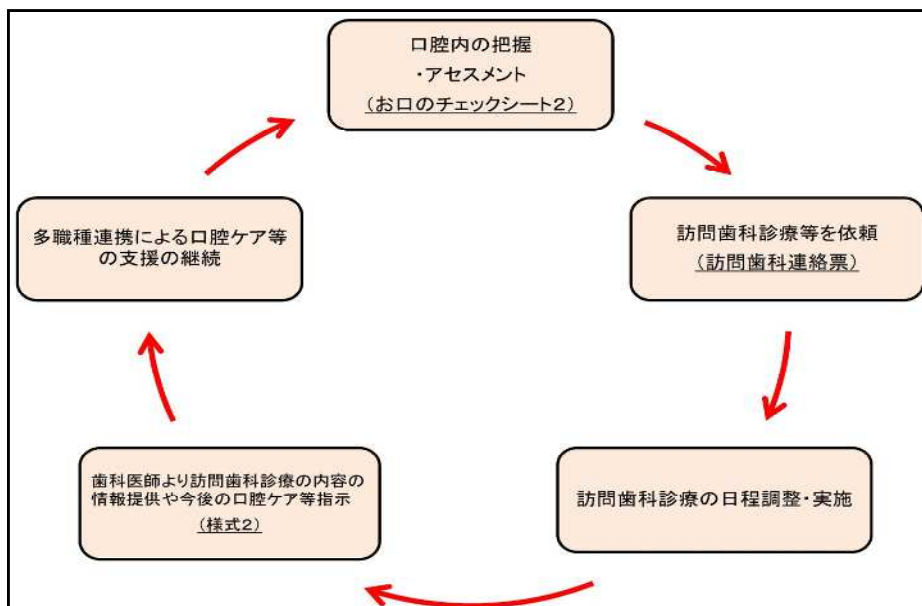 口腔内の把握
・アセスメント
(お口のチェックシート2)
訪問歯科診療等を依頼
(訪問歯科連絡票)
訪問歯科診療の日程調整・実施
歯科医師より訪問歯科診療の内容の
情報提供や今後の口腔ケア等指示
(様式2)
多職種連携による口腔ケア等
の支援の継続